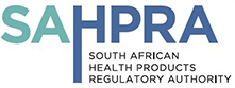 SAHPRA
SOUTH AFRICAN
HEALTH PRODUCTS
REGULATORY AUTHORITY